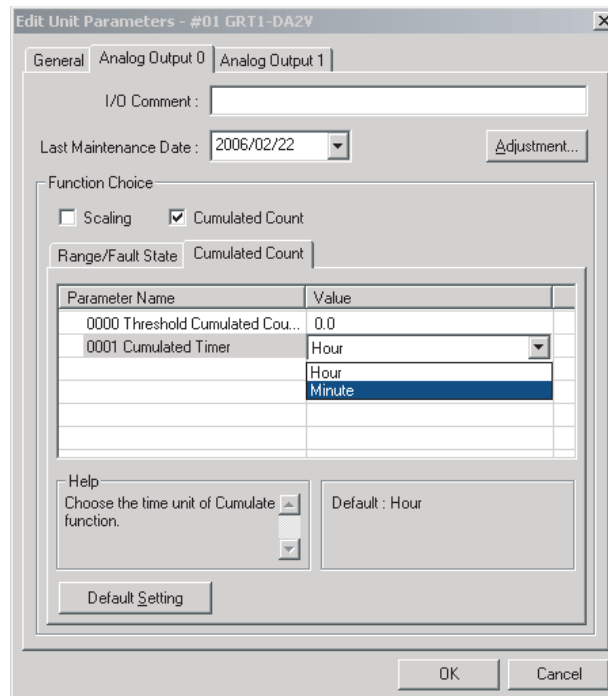 Edit Unit Parameters - #01 GRT1-DA2V
General Analog Output 0 Analog Output 1
I/O Comment :
Last Maintenance Date : 2006/02/22 Adjustment...
Function Choice
Scaling Cumulated Count
Range/Fault State Cumulated Count
Parameter Name Value
0000 Threshold Cumulated Cou... 0.0
0001 Cumulated Timer Hour
Hour
Minute
Help
Choose the time unit of Cumulate function.
Default : Hour
Default Setting
OK Cancel